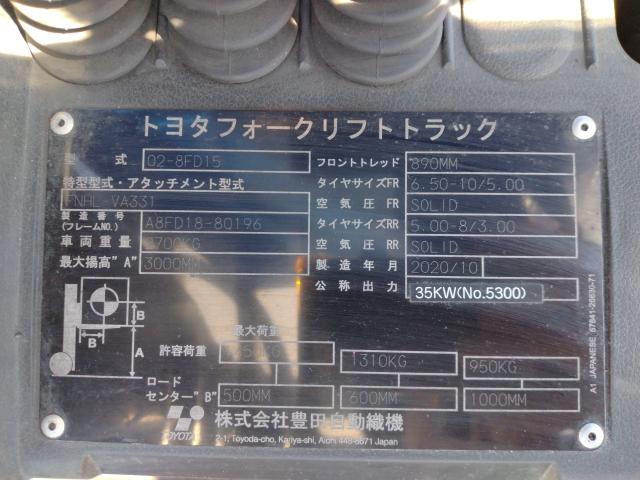 トヨタフォークリフトトラック
型式 02-8FD15 フロントトレッド 890MM
特型型式・アタッチメント型式 タイヤサイズFR 6.50-10/5.00
FNHL-VA331 空気圧FR SOLID
製造番号
(フレームNO.) A8FD18-80196 タイヤサイズRR 5.00-8/3.00
車両重量 2700KG 空気圧RR SOLID
最大揚高"A" 3000MM 製造年月 2020/10
公称出力 35KW(No.5300)
B
B
A
最大荷重
許容荷重 1310KG 950KG
ロード
センター"B" 500MM 600MM 1000MM
TOYOTA 株式会社豊田自動織機
2-1, Toyoda-cho, Kariya-shi, Aichi 448-8671 Japan
A1 JAPANESE 57841-26630-71